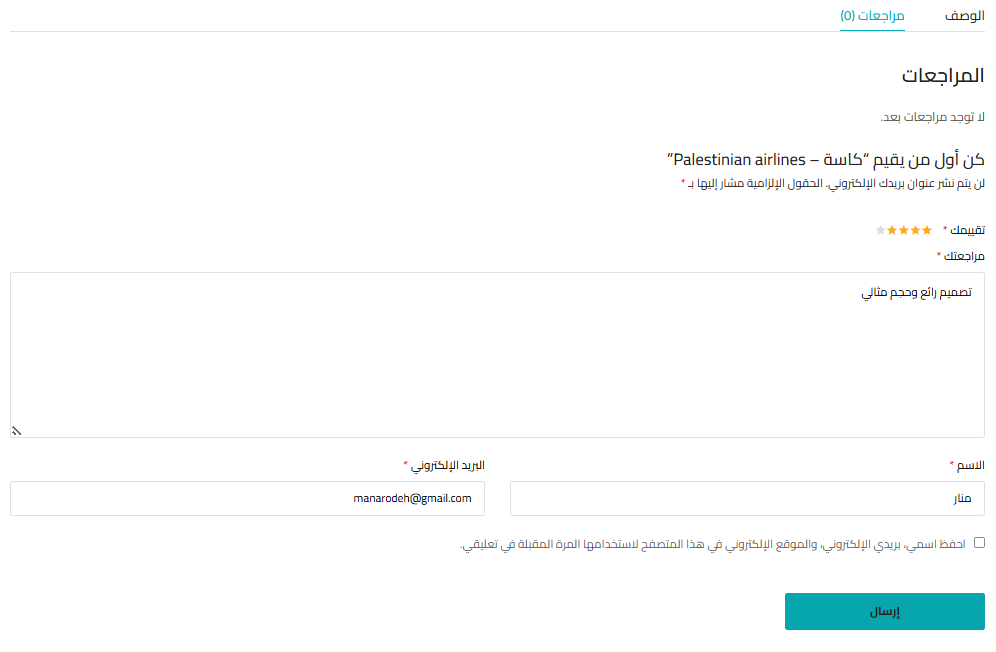 الوصف
مراجعات (0)
المراجعات
لا توجد مراجعات بعد.
كن أول من يقيم “كاسة – Palestinian airlines”
لن يتم نشر عنوان بريدك الإلكتروني. الحقول الإلزامية مشار إليها بـ *
تقييمك *
مراجعتك *
تصميم رائع وحجم مثالي
الاسم *
منار
البريد الإلكتروني *
manarodeh@gmail.com
احفظ اسمي، بريدي الإلكتروني، والموقع الإلكتروني في هذا المتصفح لاستخدامها المرة المقبلة في تعليقي.
إرسال